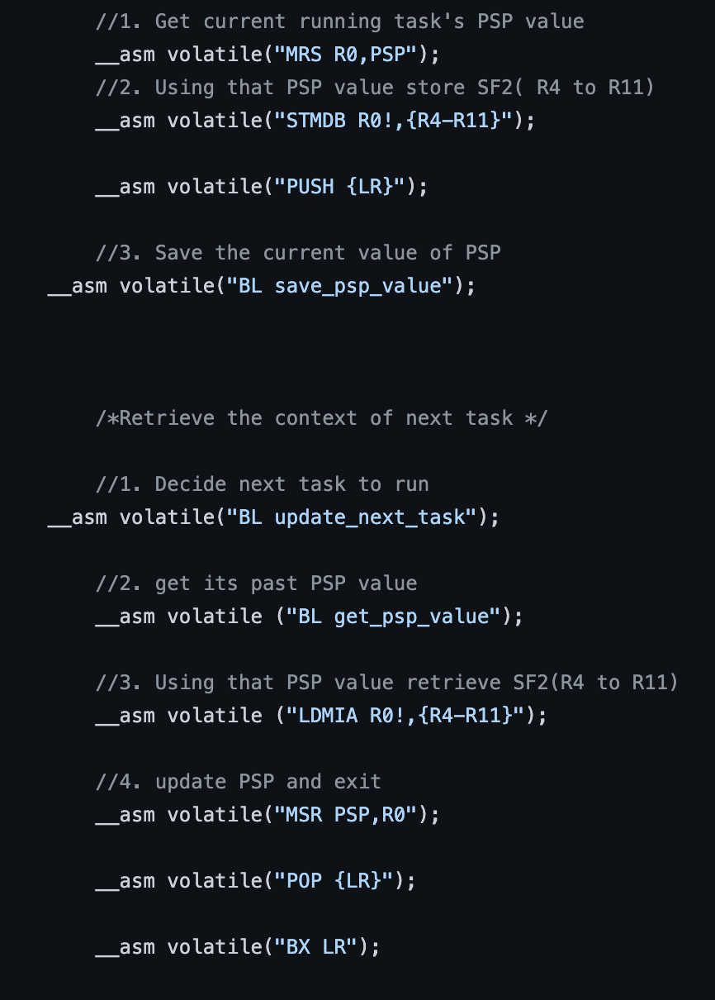 //1. Get current running task's PSP value
__asm volatile("MRS R0,PSP");
//2. Using that PSP value store SF2( R4 to R11)
__asm volatile("STMDB R0!,{R4-R11}");
__asm volatile("PUSH {LR}");
//3. Save the current value of PSP
__asm volatile("BL save_psp_value");
/*Retrieve the context of next task */
//1. Decide next task to run
__asm volatile("BL update_next_task");
//2. get its past PSP value
__asm volatile ("BL get_psp_value");
//3. Using that PSP value retrieve SF2(R4 to R11)
__asm volatile ("LDMIA R0!,{R4-R11}");
//4. update PSP and exit
__asm volatile("MSR PSP,R0");
__asm volatile("POP {LR}");
__asm volatile("BX LR");